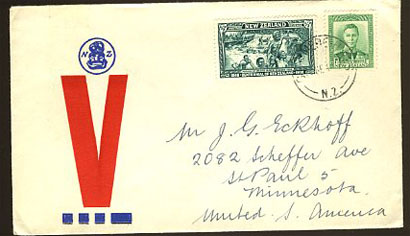 NEW ZEALAND
N Z
N.Z.
Mr J. G. Eckhoff
2082 Scheffer Ave
St Paul 5
Minnesota.
United S. America